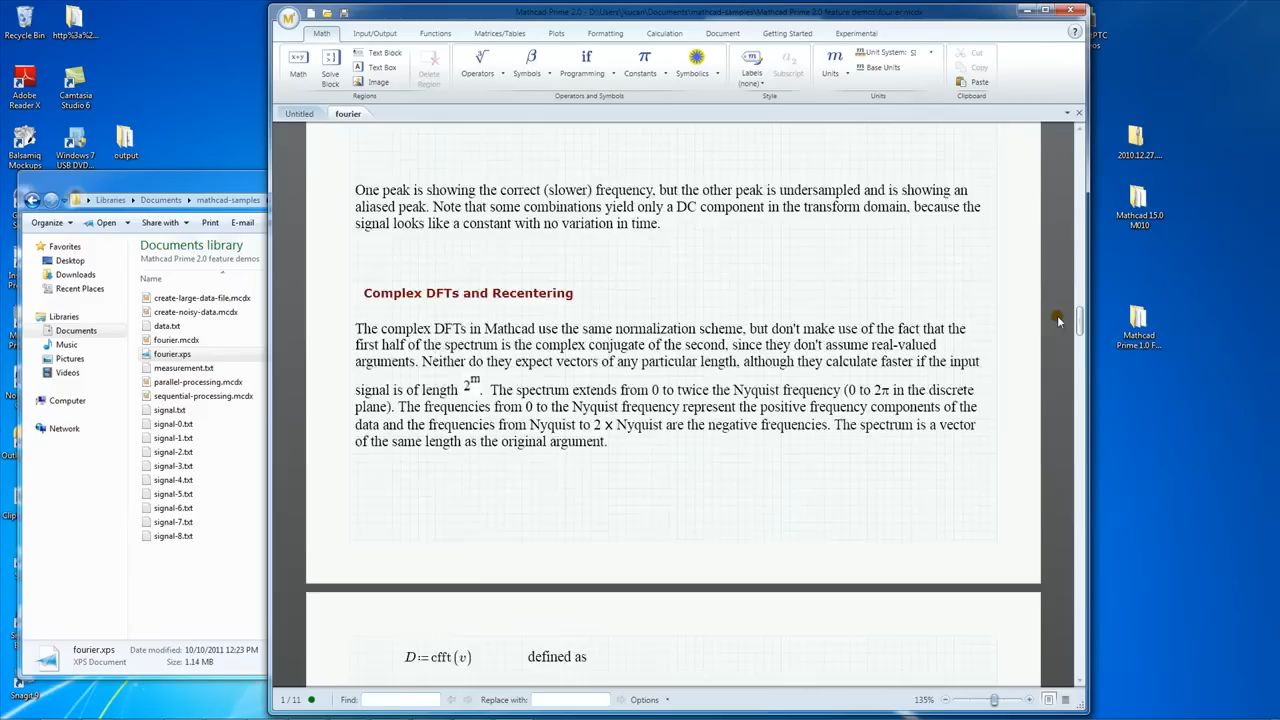 Mathcad Prime 2.0 - D:\Users\jkucan\Documents\mathcad-samples\Mathcad Prime 2.0 feature demos\fourier.mcdx
Math Input/Output Functions Matrices/Tables Plots Formatting Calculation Document Getting Started Experimental
Math
Solve Block
Text Block
Text Box
Image
Delete Region
Regions
Operators
Symbols
Programming
Constants
Symbolics
Operators and Symbols
Labels (none)
Subscript
Style
Units
Unit System: SI
Base Units
Units
Cut
Copy
Paste
Clipboard
Untitled fourier
One peak is showing the correct (slower) frequency, but the other peak is undersampled and is showing an
aliased peak. Note that some combinations yield only a DC component in the transform domain, because the
signal looks like a constant with no variation in time.
Complex DFTs and Recentering
The complex DFTs in Mathcad use the same normalization scheme, but don't make use of the fact that the
first half of the spectrum is the complex conjugate of the second, since they don't assume real-valued
arguments. Neither do they expect vectors of any particular length, although they calculate faster if the input
signal is of length 2^m. The spectrum extends from 0 to twice the Nyquist frequency (0 to 2π in the discrete
plane). The frequencies from 0 to the Nyquist frequency represent the positive frequency components of the
data and the frequencies from Nyquist to 2 x Nyquist are the negative frequencies. The spectrum is a vector
of the same length as the original argument.
D:=cfft(v) defined as
1 / 11 Find: Replace with: Options 135%
Recycle Bin
http%3a%2...
Adobe Reader X
Camtasia Studio 6
Balsamiq Mockups
Windows 7 USB DVD...
output
Libraries Documents mathcad-samples
Organize Open Share with Print E-mail
Favorites
Desktop
Downloads
Recent Places
Libraries
Documents
Music
Pictures
Videos
Computer
Network
Documents library
Mathcad Prime 2.0 feature demos
Name
create-large-data-file.mcdx
create-noisy-data.mcdx
data.txt
fourier.mcdx
fourier.xps
measurement.txt
parallel-processing.mcdx
sequential-processing.mcdx
signal.txt
signal-0.txt
signal-1.txt
signal-2.txt
signal-3.txt
signal-4.txt
signal-5.txt
signal-6.txt
signal-7.txt
signal-8.txt
fourier.xps Date modified: 10/10/2011 12:23 PM
XPS Document Size: 1.14 MB
Snagit 9
2010.12.27....
Mathcad 15.0 M010
Mathcad Prime 1.0 F...